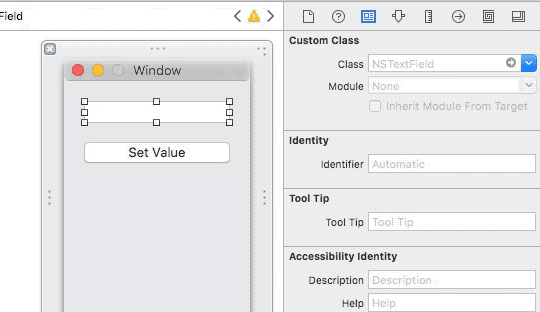 Field
Window
Set Value
Custom Class
Class NSTextField
Module None
Inherit Module From Target
Identity
Identifier Automatic
Tool Tip
Tool Tip Tool Tip
Accessibility Identity
Description Description
Help Help